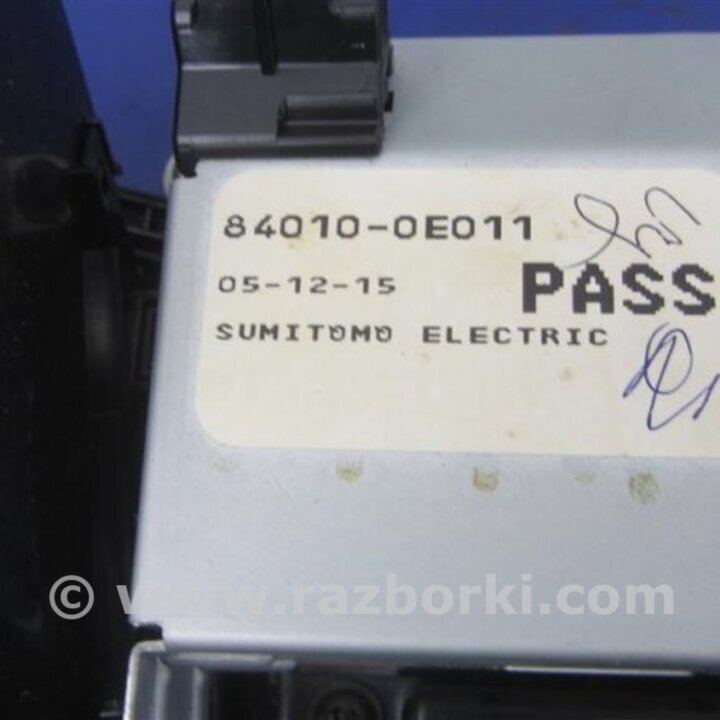 84010-0E011
05-12-15
PASS
SUMITOMO ELECTRIC
© www.razborki.com